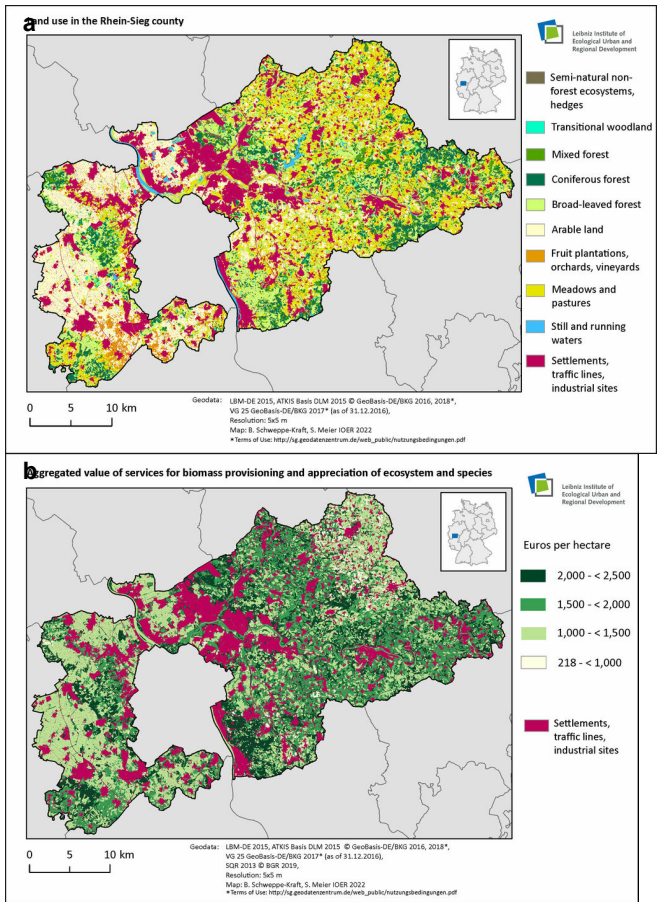 a
Land use in the Rhein-Sieg county
Leibniz Institute of
Ecological Urban and
Regional Development
Semi-natural non-
forest ecosystems,
hedges
Transitional woodland
Mixed forest
Coniferous forest
Broad-leaved forest
Arable land
Fruit plantations,
orchards, vineyards
Meadows and
pastures
Still and running
waters
Settlements,
traffic lines,
industrial sites
0 5 10 km
Geodata: LBM-DE 2015, ATKIS Basis DLM 2015 © GeoBasis-DE/BKG 2016, 2018*,
VG 25 GeoBasis-DE/BKG 2017* (as of 31.12.2016),
Resolution: 5x5 m
Map: B. Schweppe-Kraft, S. Meier IOER 2022
*Terms of Use: http://sg.geodatenzentrum.de/web_public/nutzungsbedingungen.pdf
b
Aggregated value of services for biomass provisioning and appreciation of ecosystem and species
Leibniz Institute of
Ecological Urban and
Regional Development
Euros per hectare
2,000 - < 2,500
1,500 - < 2,000
1,000 - < 1,500
218 - < 1,000
Settlements,
traffic lines,
industrial sites
0 5 10 km
Geodata: LBM-DE 2015, ATKIS Basis DLM 2015 © GeoBasis-DE/BKG 2016, 2018*,
VG 25 GeoBasis-DE/BKG 2017* (as of 31.12.2016),
SQR 2013 © BGR 2019,
Resolution: 5x5 m
Map: B. Schweppe-Kraft, S. Meier IOER 2022
*Terms of Use: http://sg.geodatenzentrum.de/web_public/nutzungsbedingungen.pdf